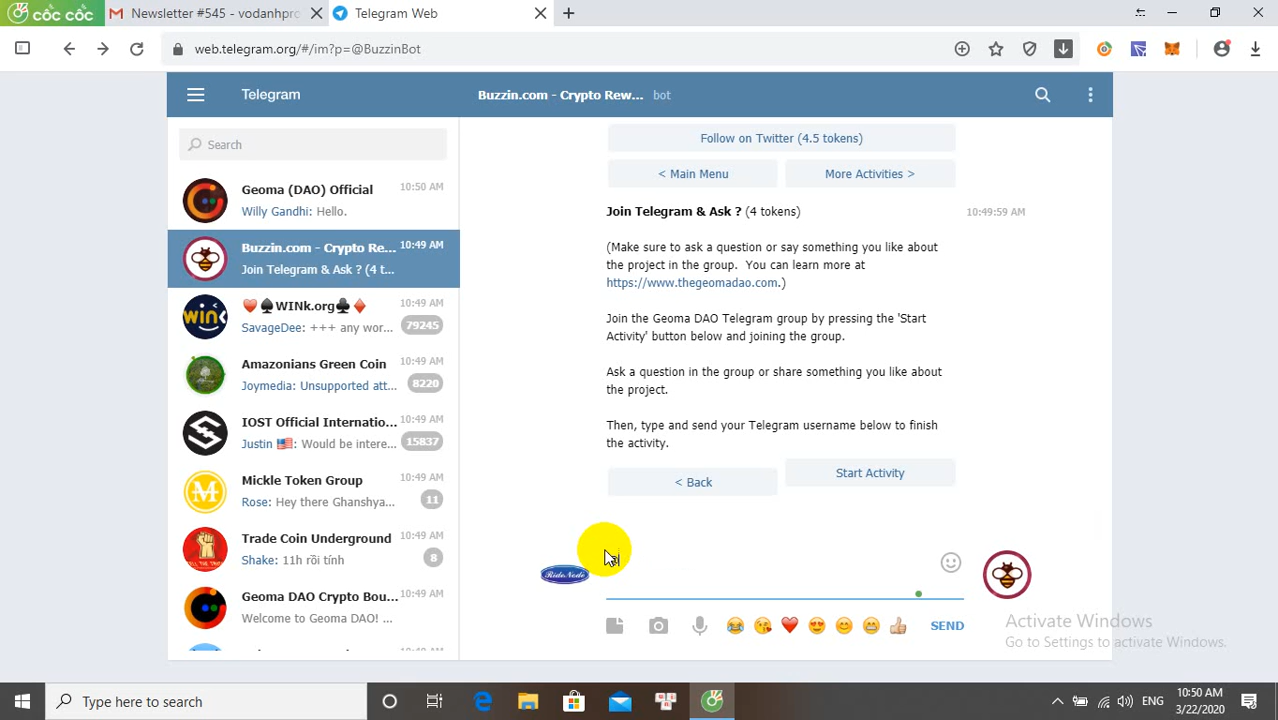 cốc cốc
Newsletter #545 - vodanhpro
Telegram Web
web.telegram.org/#/im?p=@BuzzinBot
Telegram
Buzzin.com - Crypto Rew... bot
Search
Follow on Twitter (4.5 tokens)
< Main Menu
More Activities >
Geoma (DAO) Official 10:50 AM
Willy Gandhi: Hello.
Buzzin.com - Crypto Re... 10:49 AM
Join Telegram & Ask ? (4 t...
WINk.org 10:49 AM
SavageDee: +++ any wor... 79245
Amazonians Green Coin 10:49 AM
Joymedia: Unsupported att... 8220
IOST Official Internatio... 10:49 AM
Justin 🇺🇸: Would be intere... 15837
Mickle Token Group 10:49 AM
Rose: Hey there Ghanshya... 11
Trade Coin Underground 10:49 AM
Shake: 11h rồi tính 8
Geoma DAO Crypto Bou... 10:49 AM
Welcome to Geoma DAO! ...
Join Telegram & Ask ? (4 tokens) 10:49:59 AM
(Make sure to ask a question or say something you like about
the project in the group. You can learn more at
https://www.thegeomadao.com.)
Join the Geoma DAO Telegram group by pressing the 'Start
Activity' button below and joining the group.
Ask a question in the group or share something you like about
the project.
Then, type and send your Telegram username below to finish
the activity.
< Back
Start Activity
RideNode
SEND
Activate Windows
Go to Settings to activate Windows.
Type here to search
ENG
10:50 AM
3/22/2020